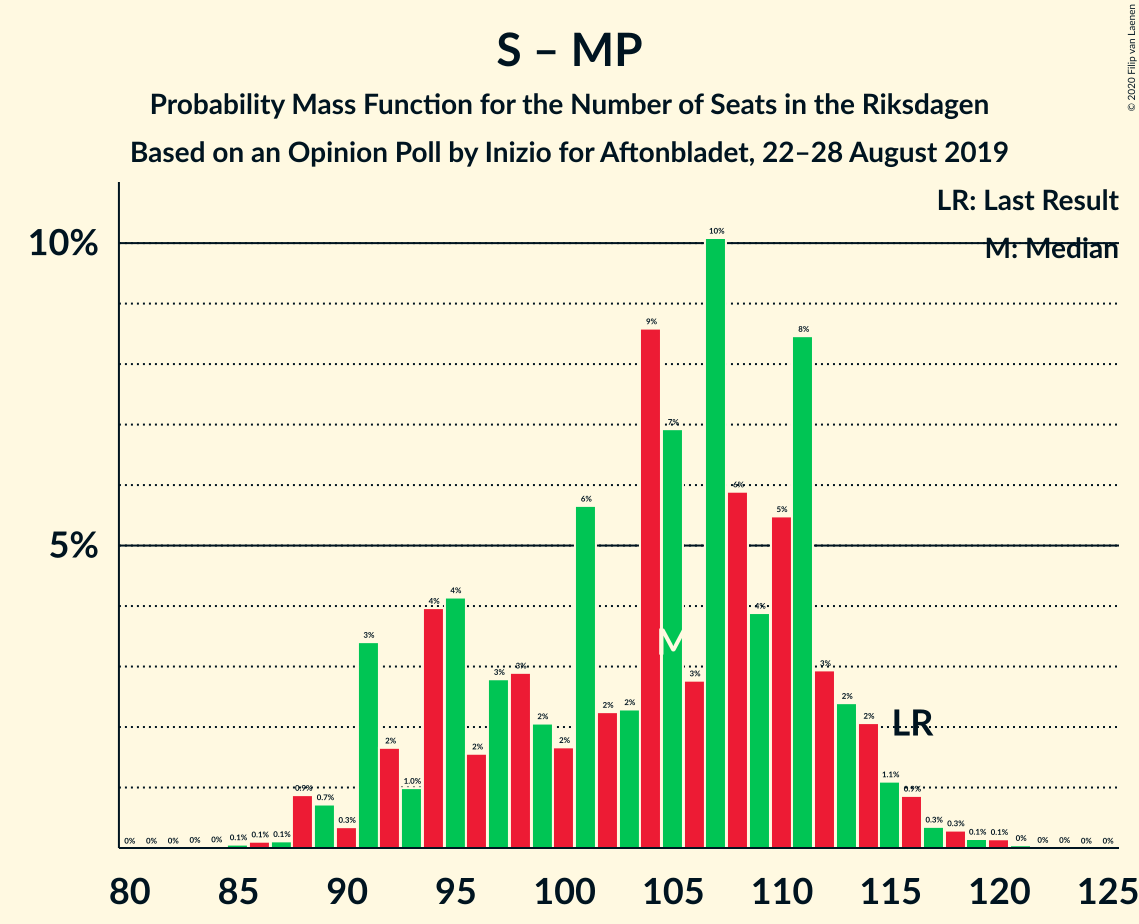 S – MP
Probability Mass Function for the Number of Seats in the Riksdagen
Based on an Opinion Poll by Inizio for Aftonbladet, 22–28 August 2019
© 2020 Filip van Laenen
LR: Last Result
M: Median
10%
5%
0% 0% 0% 0% 0% 0.1% 0.1% 0.1% 0.9% 0.7% 0.3% 3% 2% 1.0% 4% 4% 2% 3% 3% 2% 2% 6% 2% 2% 9% 7% 3% 10% 6% 4% 5% 8% 3% 2% 2% 1.1% 0.9% 0.3% 0.3% 0.1% 0.1% 0% 0% 0% 0% 0%
M
LR
80 85 90 95 100 105 110 115 120 125